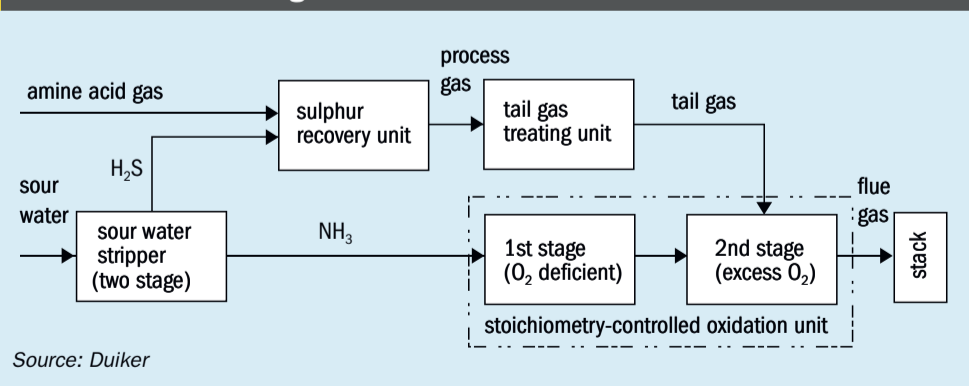 amine acid gas
sulphur
recovery unit
process
gas
tail gas
treating unit
tail gas
H₂S
sour
water
sour water
stripper
(two stage)
NH₃
1st stage
(O₂ deficient)
2nd stage
(excess O₂)
flue
gas
stack
stoichiometry-controlled oxidation unit
Source: Duiker